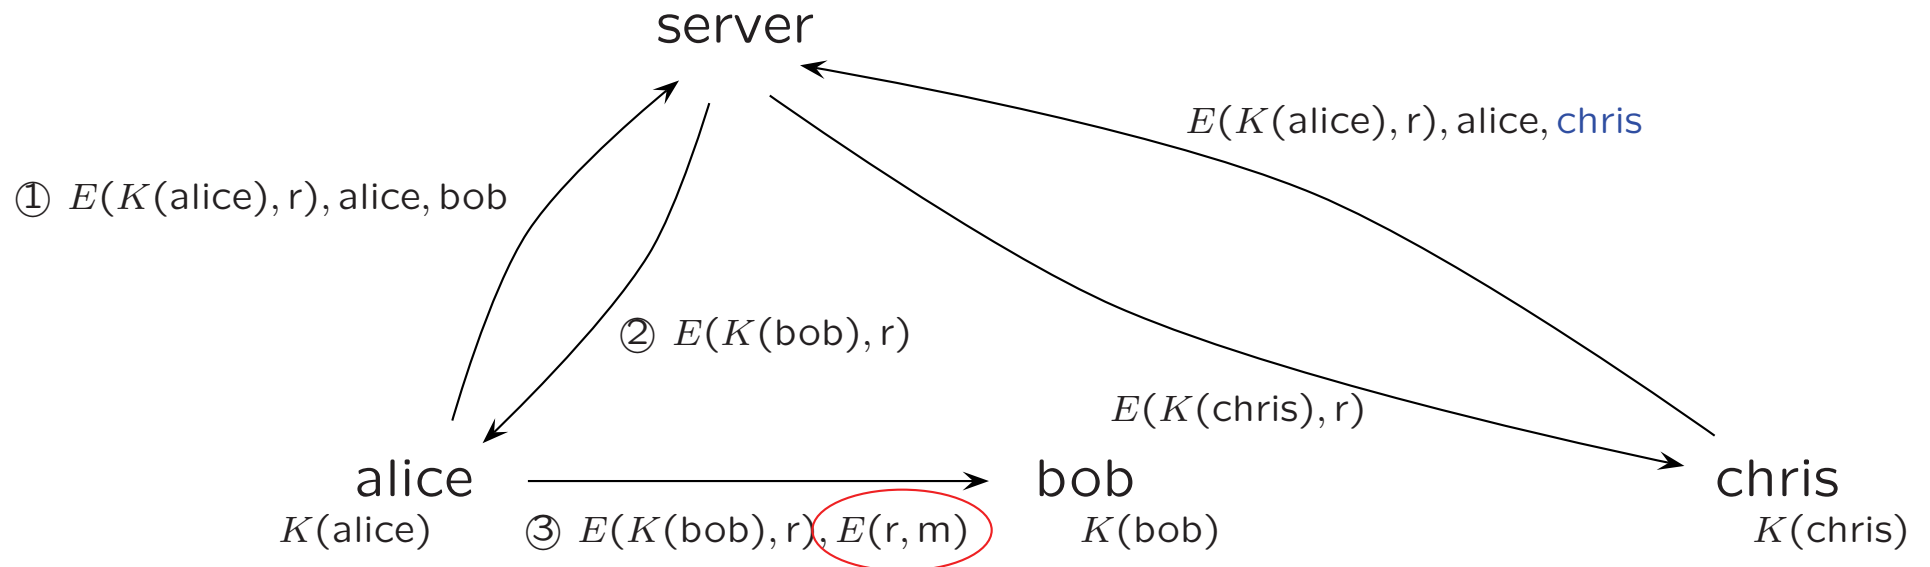 server
E(K(alice), r), alice, chris
① E(K(alice), r), alice, bob
② E(K(bob), r)
E(K(chris), r)
alice
bob
chris
K(alice)
③ E(K(bob), r), E(r, m)
K(bob)
K(chris)